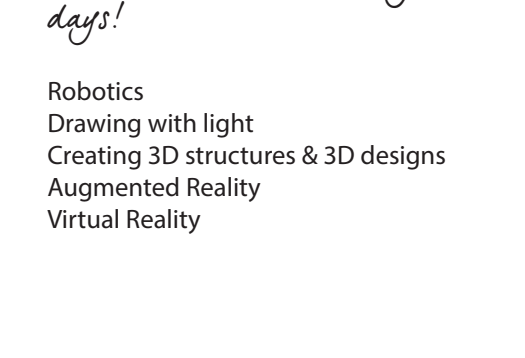 days!
Robotics
Drawing with light
Creating 3D structures & 3D designs
Augmented Reality
Virtual Reality